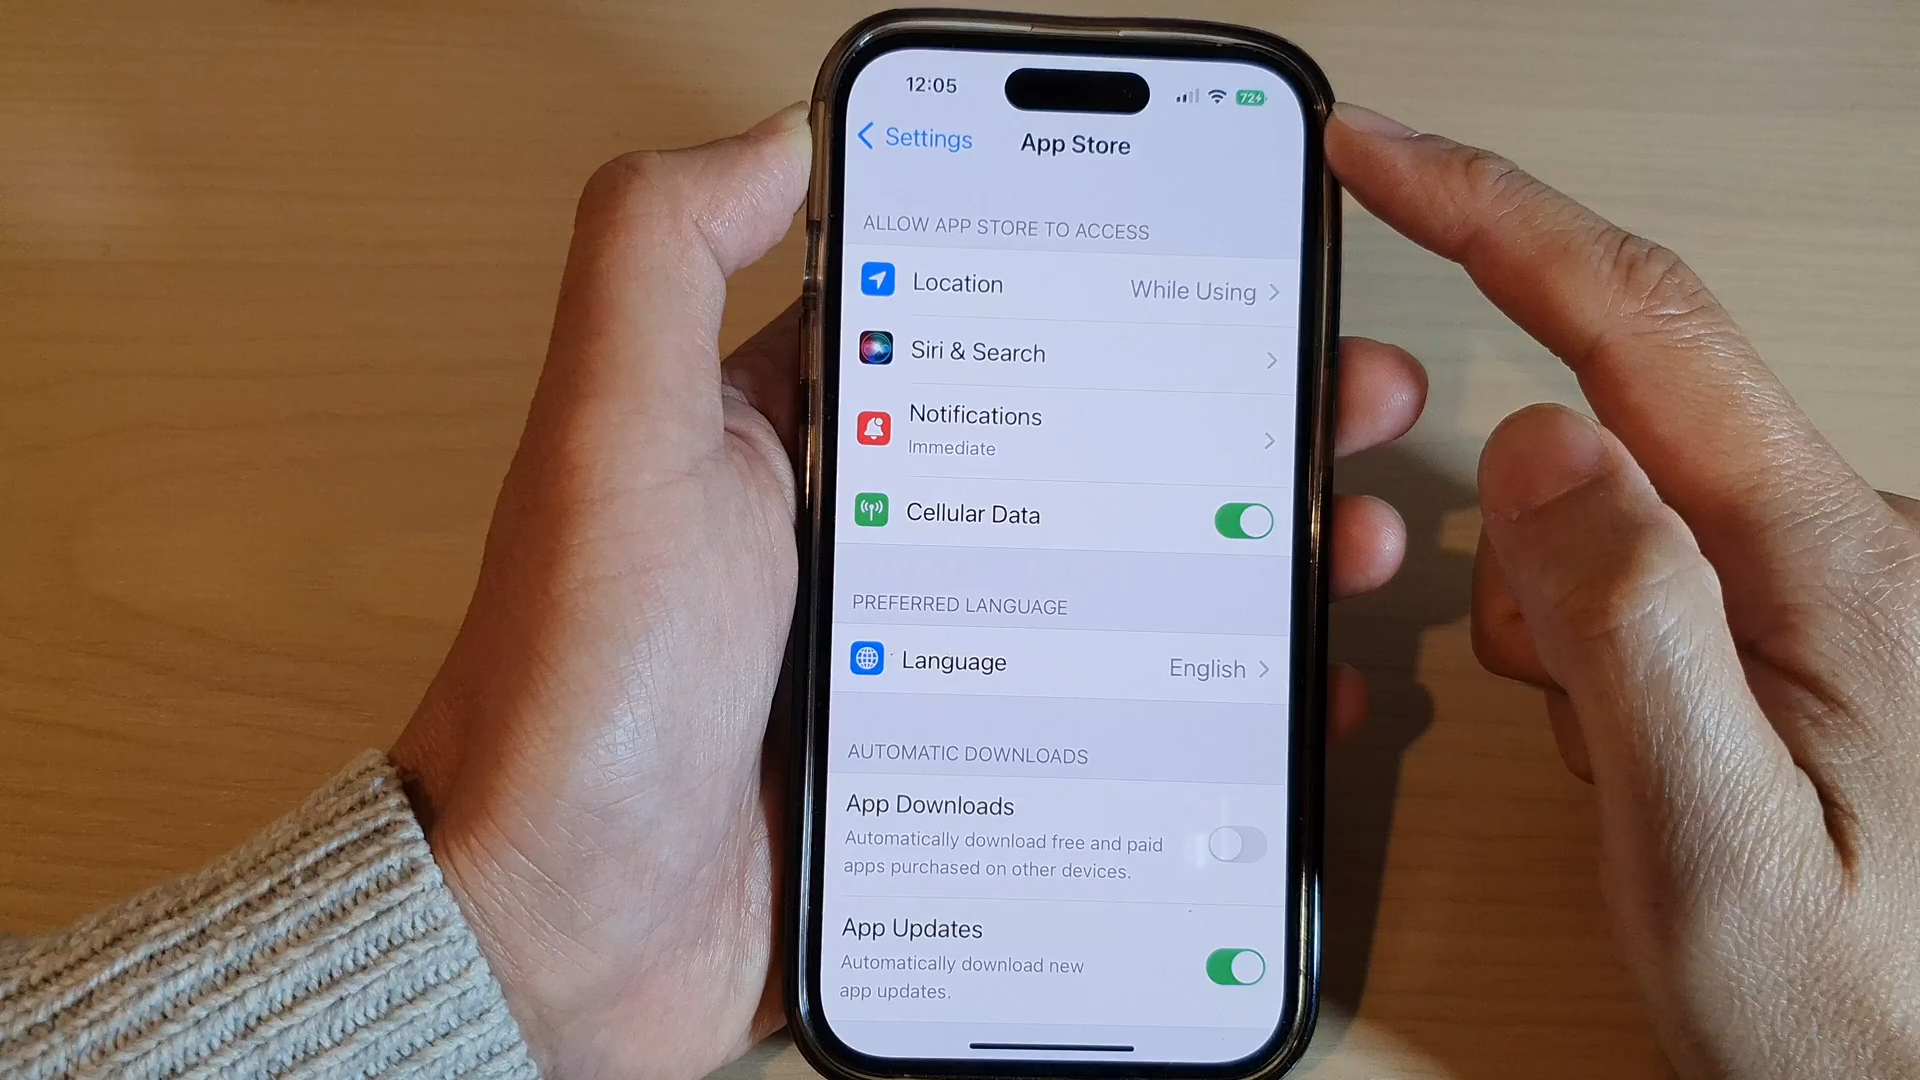 12:05
72
Settings
App Store
ALLOW APP STORE TO ACCESS
Location
While Using
Siri & Search
Notifications
Immediate
Cellular Data
PREFERRED LANGUAGE
Language
English
AUTOMATIC DOWNLOADS
App Downloads
Automatically download free and paid
apps purchased on other devices.
App Updates
Automatically download new
app updates.